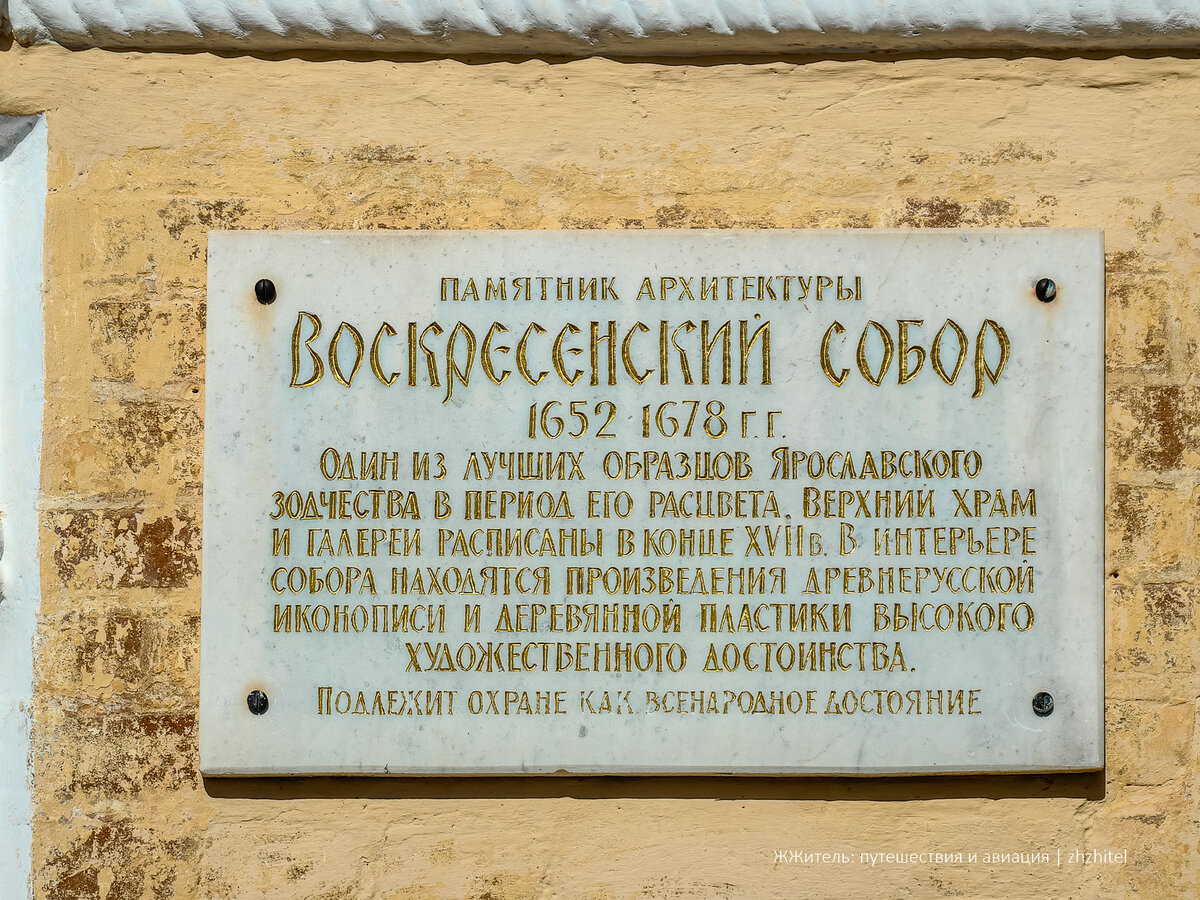 ПАМЯТНИК АРХИТЕКТУРЫ
ВОСКРЕСЕНСКИЙ СОБОР
1652 1678 г.г.
ОДИН ИЗ ЛУЧШИХ ОБРАЗЦОВ ЯРОСЛАВСКОГО
ЗОДЧЕСТВА В ПЕРИОД ЕГО РАСЦВЕТА. ВЕРХНИЙ ХРАМ
И ГАЛЕРЕИ РАСПИСАНЫ В КОНЦЕ XVII в. В ИНТЕРЬЕРЕ
СОБОРА НАХОДЯТСЯ ПРОИЗВЕДЕНИЯ ДРЕВНЕРУССКОЙ
ИКОНОПИСИ И ДЕРЕВЯННОЙ ПЛАСТИКИ ВЫСОКОГО
ХУДОЖЕСТВЕННОГО ДОСТОИНСТВА.
ПОДЛЕЖИТ ОХРАНЕ КАК ВСЕНАРОДНОЕ ДОСТОЯНИЕ
ЖЖитель: путешествия и авиация | zhzhitel